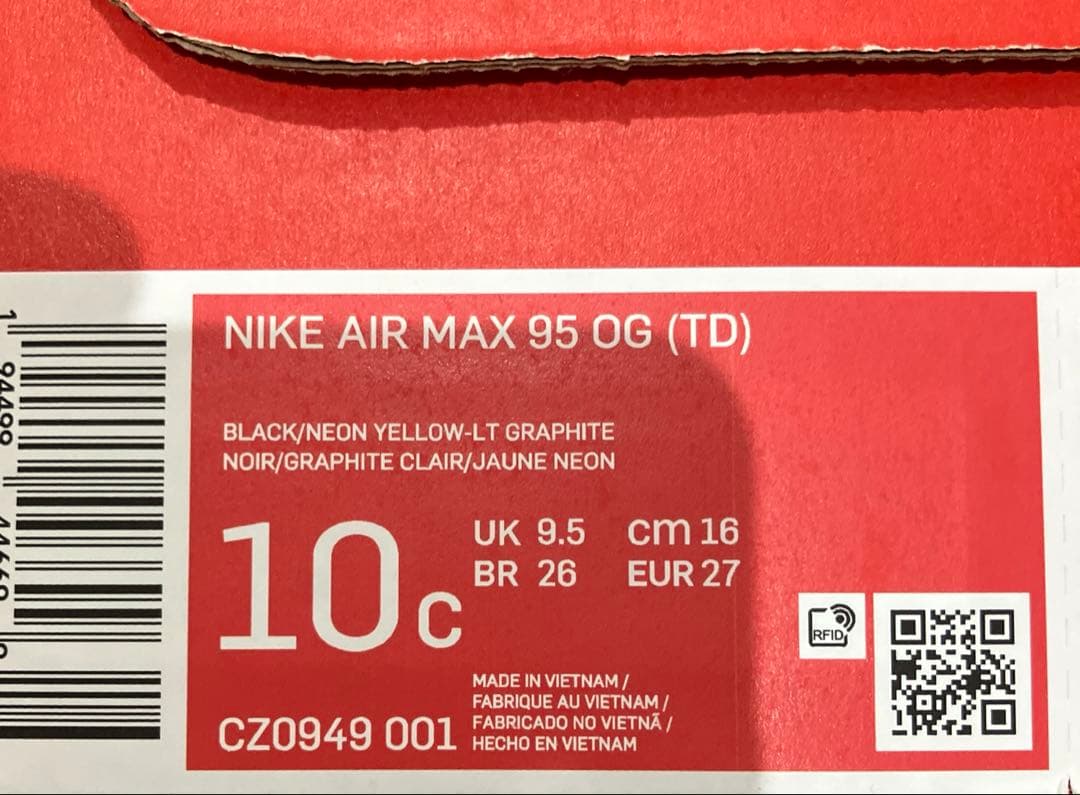 NIKE AIR MAX 95 OG (TD)
BLACK/NEON YELLOW-LT GRAPHITE
NOIR/GRAPHITE CLAIR/JAUNE NEON
10 C
UK 9.5 cm 16
BR 26 EUR 27
CZ0949 001
MADE IN VIETNAM /
FABRIQUE AU VIETNAM /
FABRICADO NO VIETNÃ /
HECHO EN VIETNAM
RFID